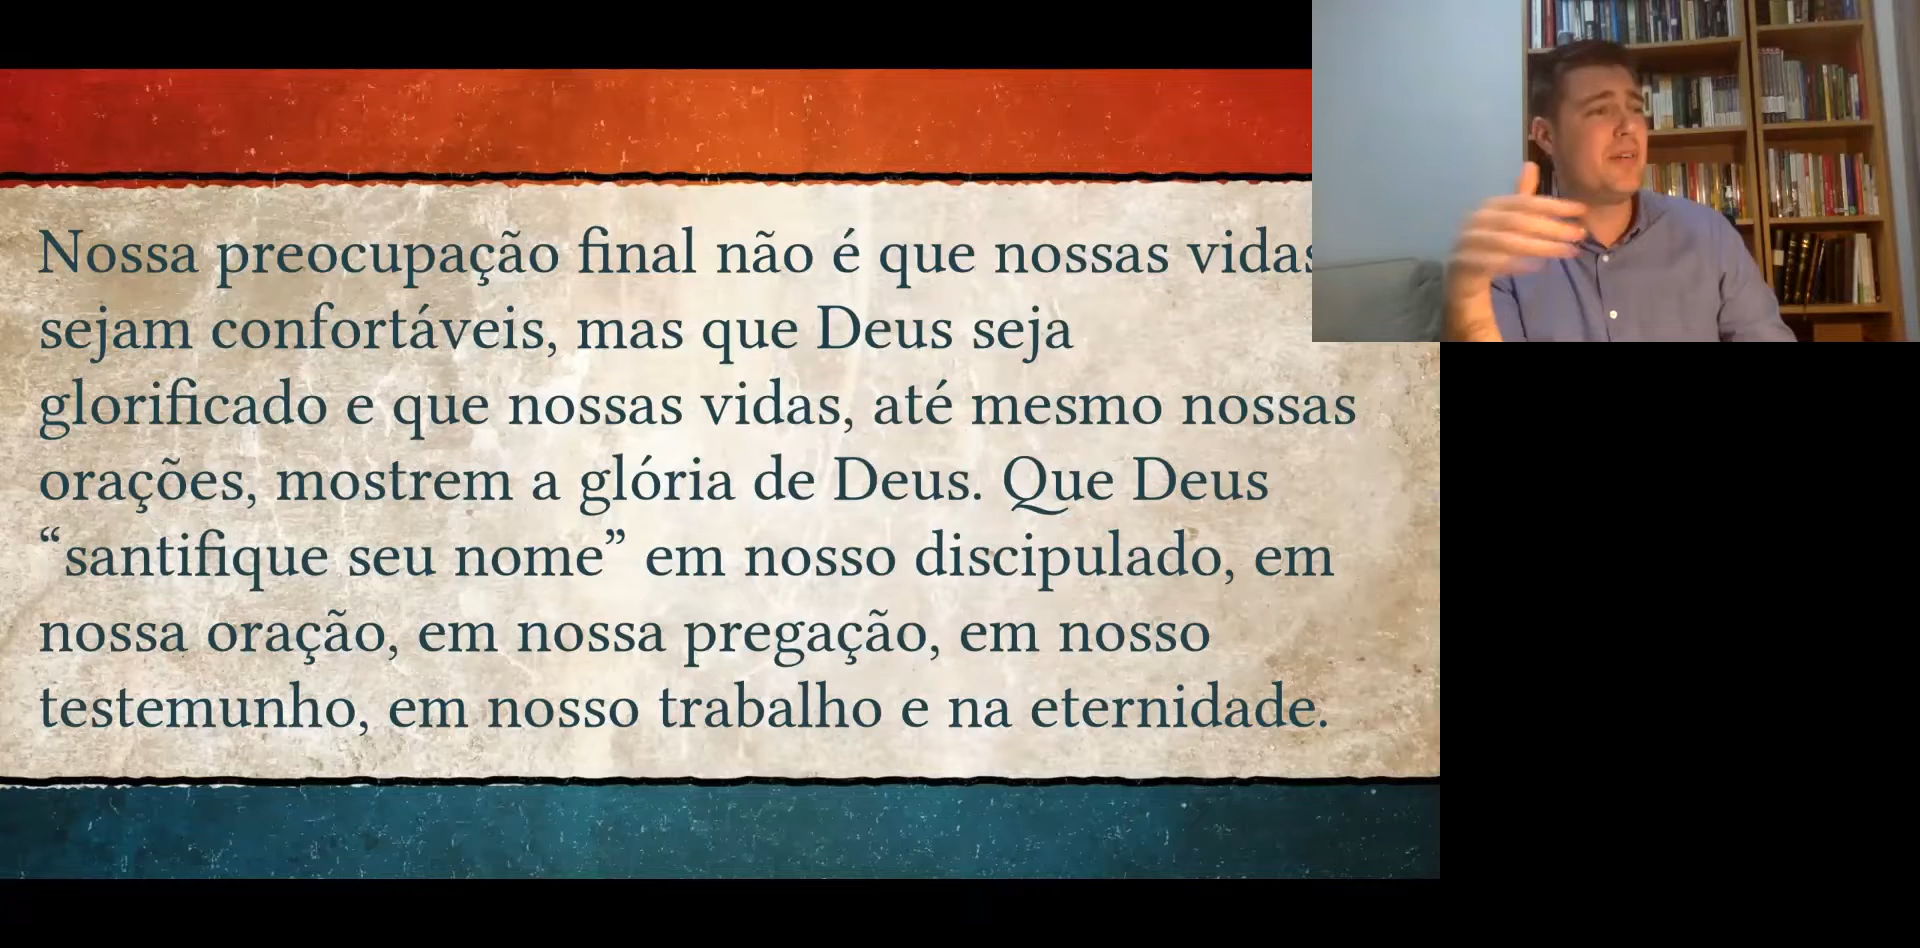 Nossa preocupação final não é que nossas vidas
sejam confortáveis, mas que Deus seja
glorificado e que nossas vidas, até mesmo nossas
orações, mostrem a glória de Deus. Que Deus
“santifique seu nome” em nosso discipulado, em
nossa oração, em nossa pregação, em nosso
testemunho, em nosso trabalho e na eternidade.